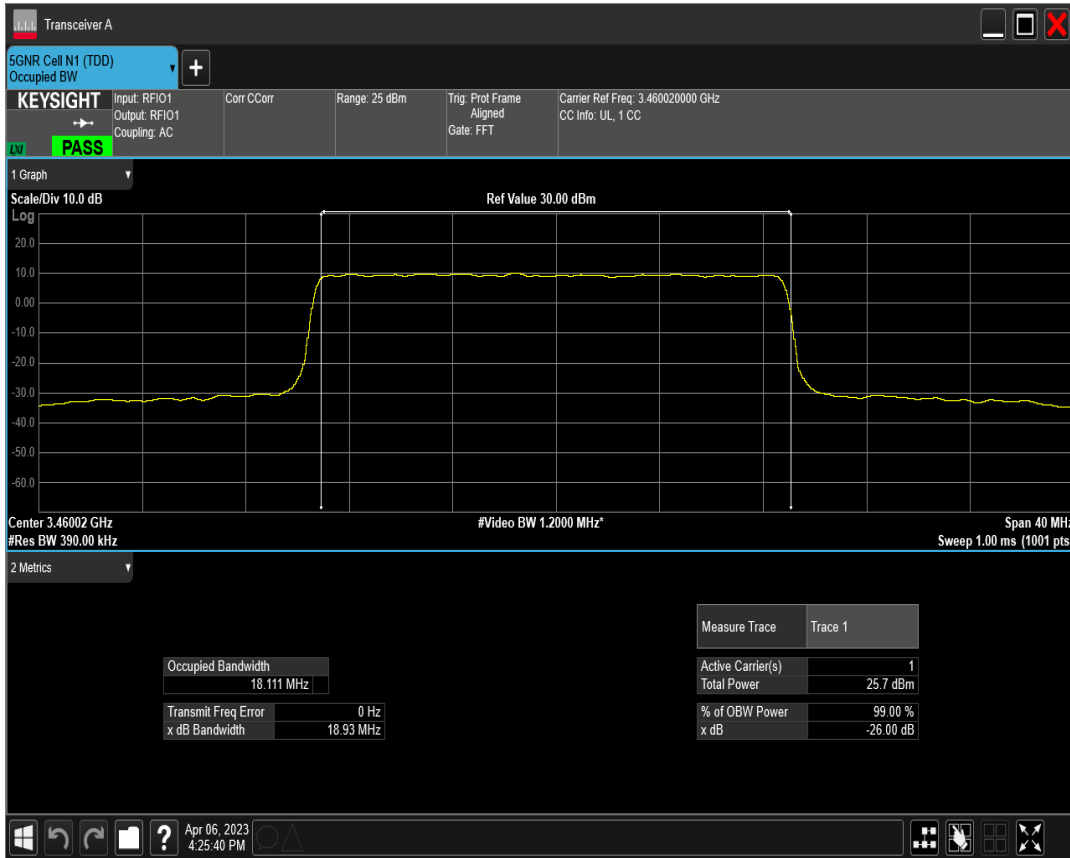 Transceiver A
5GNR Cell N1 (TDD)
Occupied BW
KEYSIGHT
LXI
PASS
Input: RFIO1
Output: RFIO1
Coupling: AC
Corr CCorr
Range: 25 dBm
Trig: Prot Frame
Aligned
Gate: FFT
Carrier Ref Freq: 3.460020000 GHz
CC Info: UL, 1 CC
1 Graph
Scale/Div 10.0 dB
Ref Value 30.00 dBm
Log
20.0
10.0
0.00
-10.0
-20.0
-30.0
-40.0
-50.0
-60.0
Center 3.46002 GHz
#Video BW 1.2000 MHz*
Span 40 MHz
#Res BW 390.00 kHz
Sweep 1.00 ms (1001 pts
2 Metrics
Measure Trace Trace 1
Occupied Bandwidth
18.111 MHz
Active Carrier(s) 1
Total Power 25.7 dBm
Transmit Freq Error 0 Hz
x dB Bandwidth 18.93 MHz
% of OBW Power 99.00 %
x dB -26.00 dB
?
Apr 06, 2023
4:25:40 PM